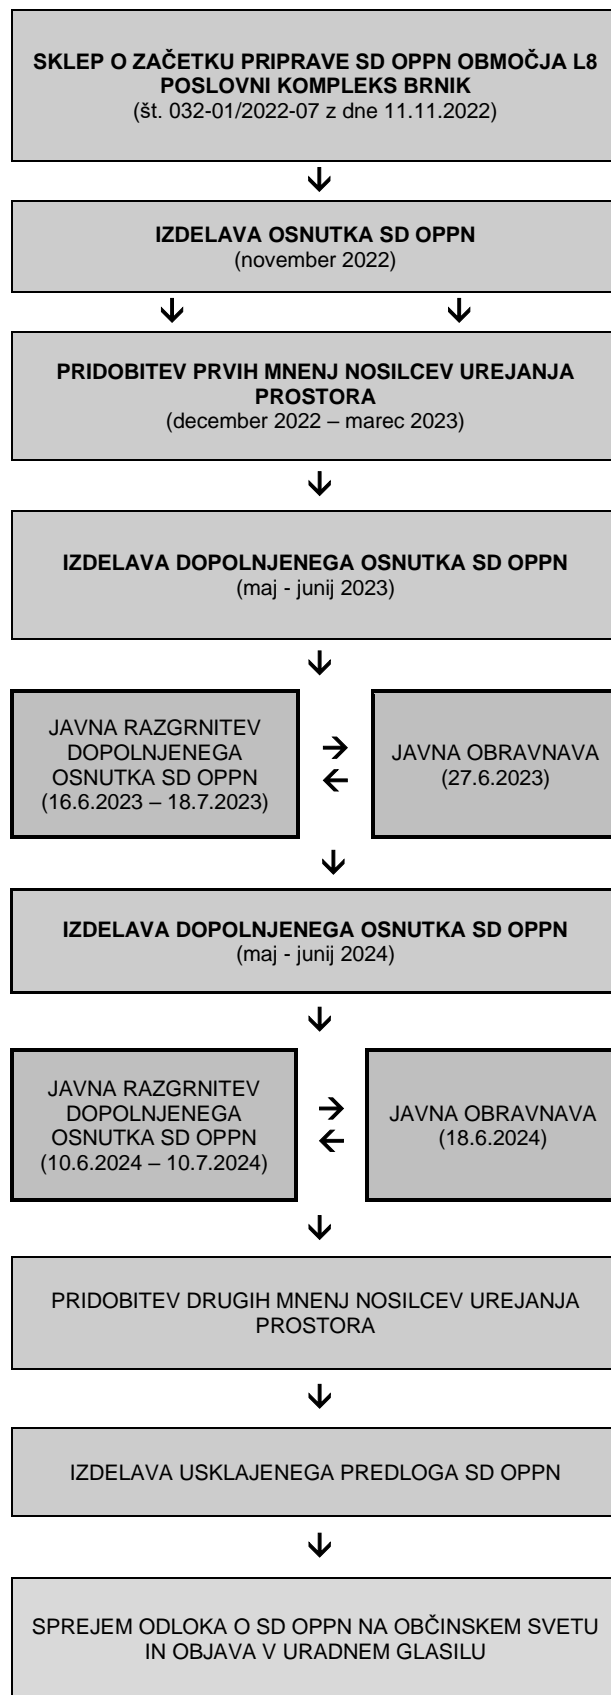 SKLEP O ZAČETKU PRIPRAVE SD OPPN OBMOČJA L8
POSLOVNI KOMPLEKS BRNIK
(št. 032-01/2022-07 z dne 11.11.2022)
IZDELAVA OSNUTKA SD OPPN
(november 2022)
PRIDOBITEV PRVIH MNENJ NOSILCEV UREJANJA
PROSTORA
(december 2022 – marec 2023)
IZDELAVA DOPOLNJENEGA OSNUTKA SD OPPN
(maj - junij 2023)
JAVNA RAZGRNITEV
DOPOLNJENEGA
OSNUTKA SD OPPN
(16.6.2023 – 18.7.2023)
JAVNA OBRAVNAVA
(27.6.2023)
IZDELAVA DOPOLNJENEGA OSNUTKA SD OPPN
(maj - junij 2024)
JAVNA RAZGRNITEV
DOPOLNJENEGA
OSNUTKA SD OPPN
(10.6.2024 – 10.7.2024)
JAVNA OBRAVNAVA
(18.6.2024)
PRIDOBITEV DRUGIH MNENJ NOSILCEV UREJANJA
PROSTORA
IZDELAVA USKLAJENEGA PREDLOGA SD OPPN
SPREJEM ODLOKA O SD OPPN NA OBČINSKEM SVETU
IN OBJAVA V URADNEM GLASILU